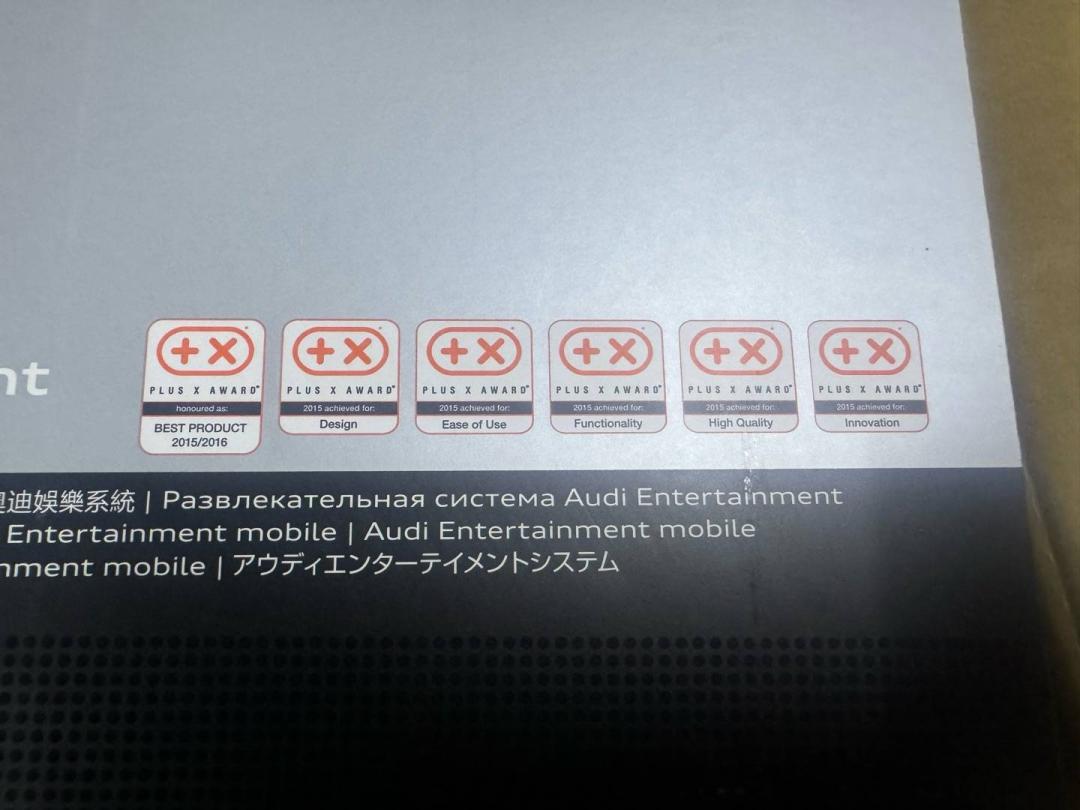 nt
PLUS X AWARD
honoured as:
BEST PRODUCT
2015/2016
PLUS X AWARD
2015 achieved for:
Design
PLUS X AWARD
2015 achieved for:
Ease of Use
PLUS X AWARD
2015 achieved for:
Functionality
PLUS X AWARD
2015 achieved for:
High Quality
PLUS X AWARD
2015 achieved for:
Innovation
奧迪娛樂系統 | Развлекательная система Audi Entertainment
Entertainment mobile | Audi Entertainment mobile
nment mobile | アウディエンターテイメントシステム